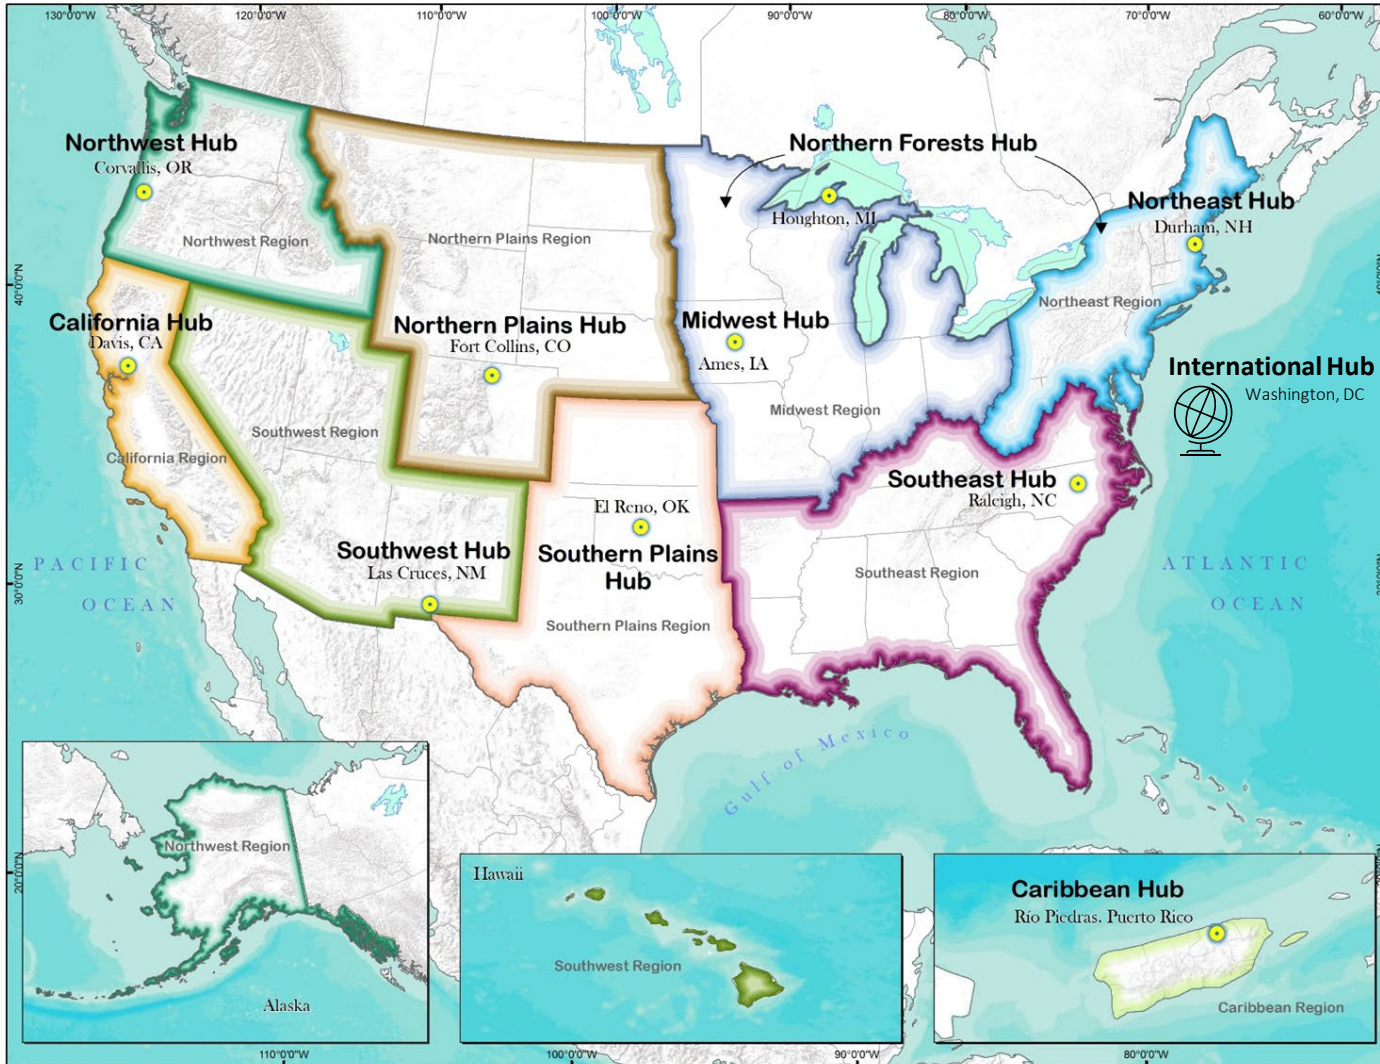 130°0'0"W
120°0'0"W
110°0'0"W
100°0'0"W
90°0'0"W
80°0'0"W
70°0'0"W
60°0'0"W
Northwest Hub
Corvallis, OR
Northwest Region
Northern Plains Region
Northern Forests Hub
Houghton, MI
Northeast Hub
Durham, NH
Northeast Region
40°0'0"N
40°0'0"N
California Hub
Davis, CA
California Region
Northern Plains Hub
Fort Collins, CO
Midwest Hub
Ames, IA
Midwest Region
International Hub
Washington, DC
Southwest Region
Southeast Hub
Raleigh, NC
Southeast Region
El Reno, OK
Southern Plains
Hub
Southern Plains Region
Southwest Hub
Las Cruces, NM
PACIFIC
OCEAN
ATLANTIC
OCEAN
30°0'0"N
Gulf of Mexico
20°0'0"N
Northwest Region
Alaska
Hawaii
Southwest Region
Caribbean Hub
Río Piedras. Puerto Rico
Caribbean Region
110°0'0"W
100°0'0"W
90°0'0"W
80°0'0"W